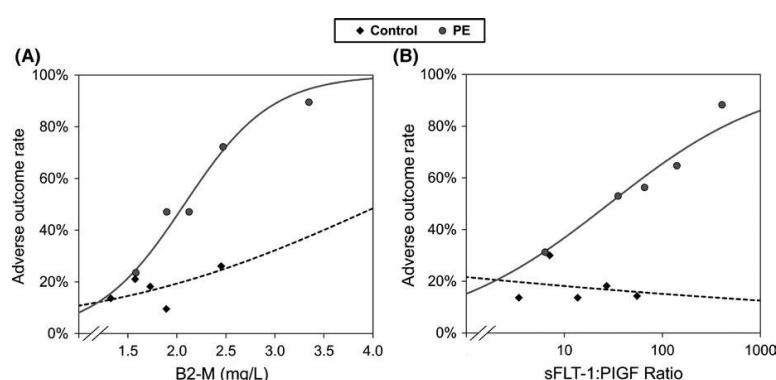 Control PE
(A)
Adverse outcome rate
100%
80%
60%
40%
20%
0%
1.5 2.0 2.5 3.0 3.5 4.0
B2-M (mg/L)
(B)
Adverse outcome rate
100%
80%
60%
40%
20%
0%
10 100 1000
sFLT-1:PlGF Ratio